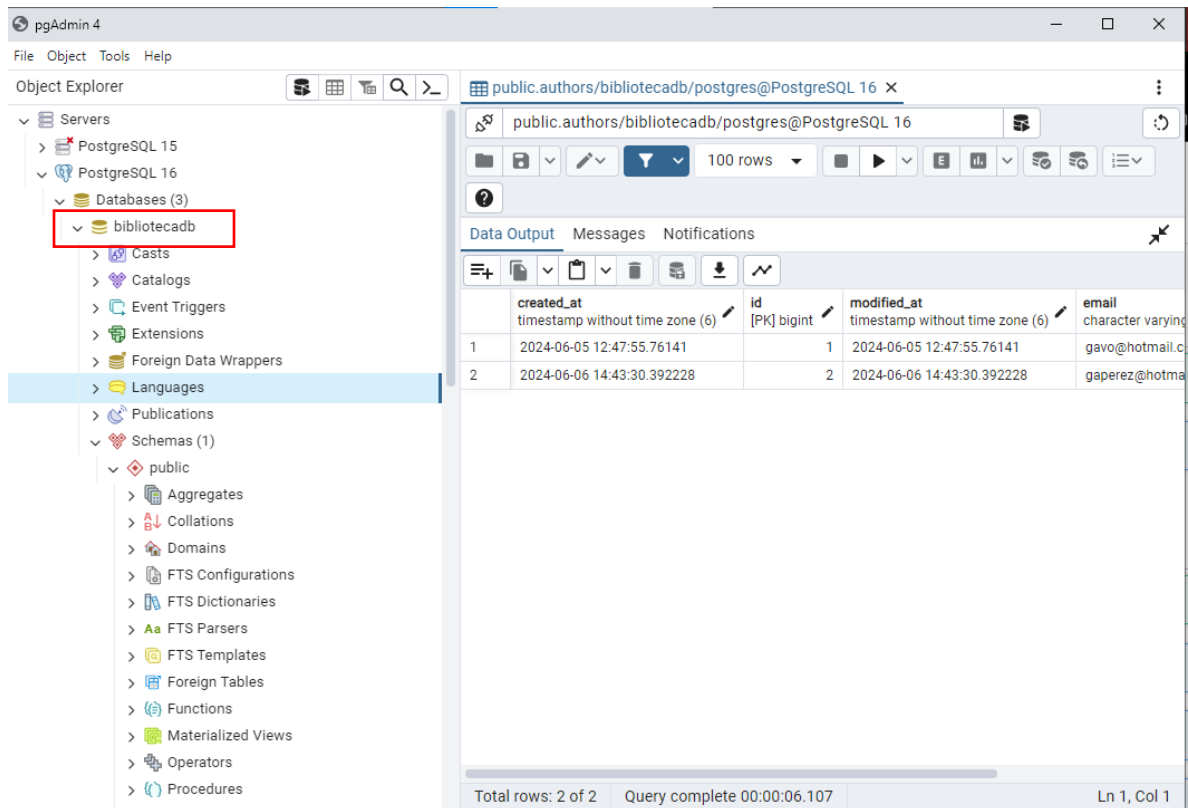 pgAdmin 4
File Object Tools Help
Object Explorer
Servers
PostgreSQL 15
PostgreSQL 16
Databases (3)
bibliotecadb
Casts
Catalogs
Event Triggers
Extensions
Foreign Data Wrappers
Languages
Publications
Schemas (1)
public
Aggregates
Collations
Domains
FTS Configurations
FTS Dictionaries
Aa FTS Parsers
FTS Templates
Foreign Tables
Functions
Materialized Views
Operators
Procedures
public.authors/bibliotecadb/postgres@PostgreSQL 16
public.authors/bibliotecadb/postgres@PostgreSQL 16
100 rows
E
Data Output Messages Notifications
created_at id modified_at email
timestamp without time zone (6) [PK] bigint timestamp without time zone (6) character varying
1 2024-06-05 12:47:55.76141 1 2024-06-05 12:47:55.76141 gavo@hotmail.c
2 2024-06-06 14:43:30.392228 2 2024-06-06 14:43:30.392228 gaperez@hotma
Total rows: 2 of 2 Query complete 00:00:06.107 Ln 1, Col 1